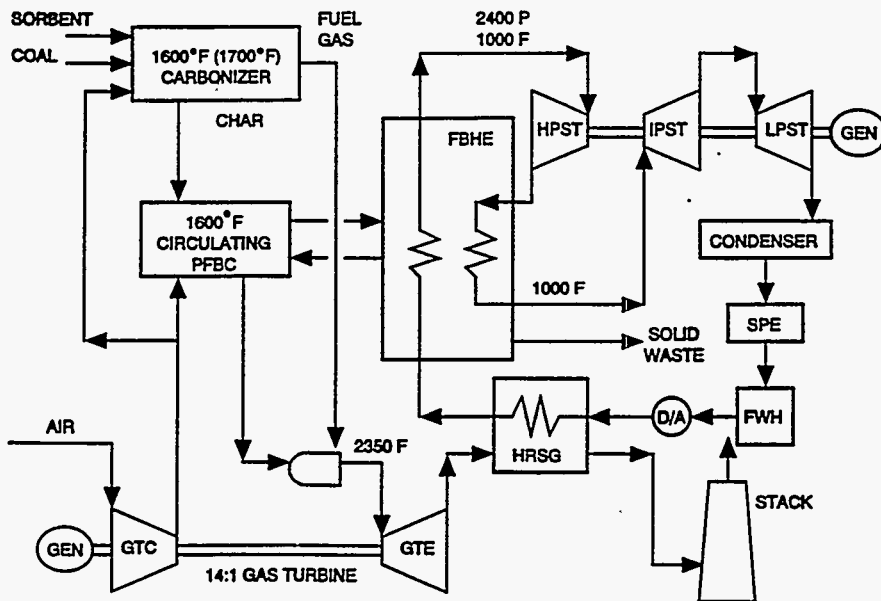 SORBENT
COAL
1600°F (1700°F)
CARBONIZER
FUEL
GAS
2400 P
1000 F
CHAR
FBHE
HPST
IPST
LPST
GEN
1600°F
CIRCULATING
PFBC
CONDENSER
1000 F
SOLID
WASTE
SPE
AIR
2350 F
HRSG
D/A
FWH
STACK
GEN
GTC
GTE
14:1 GAS TURBINE